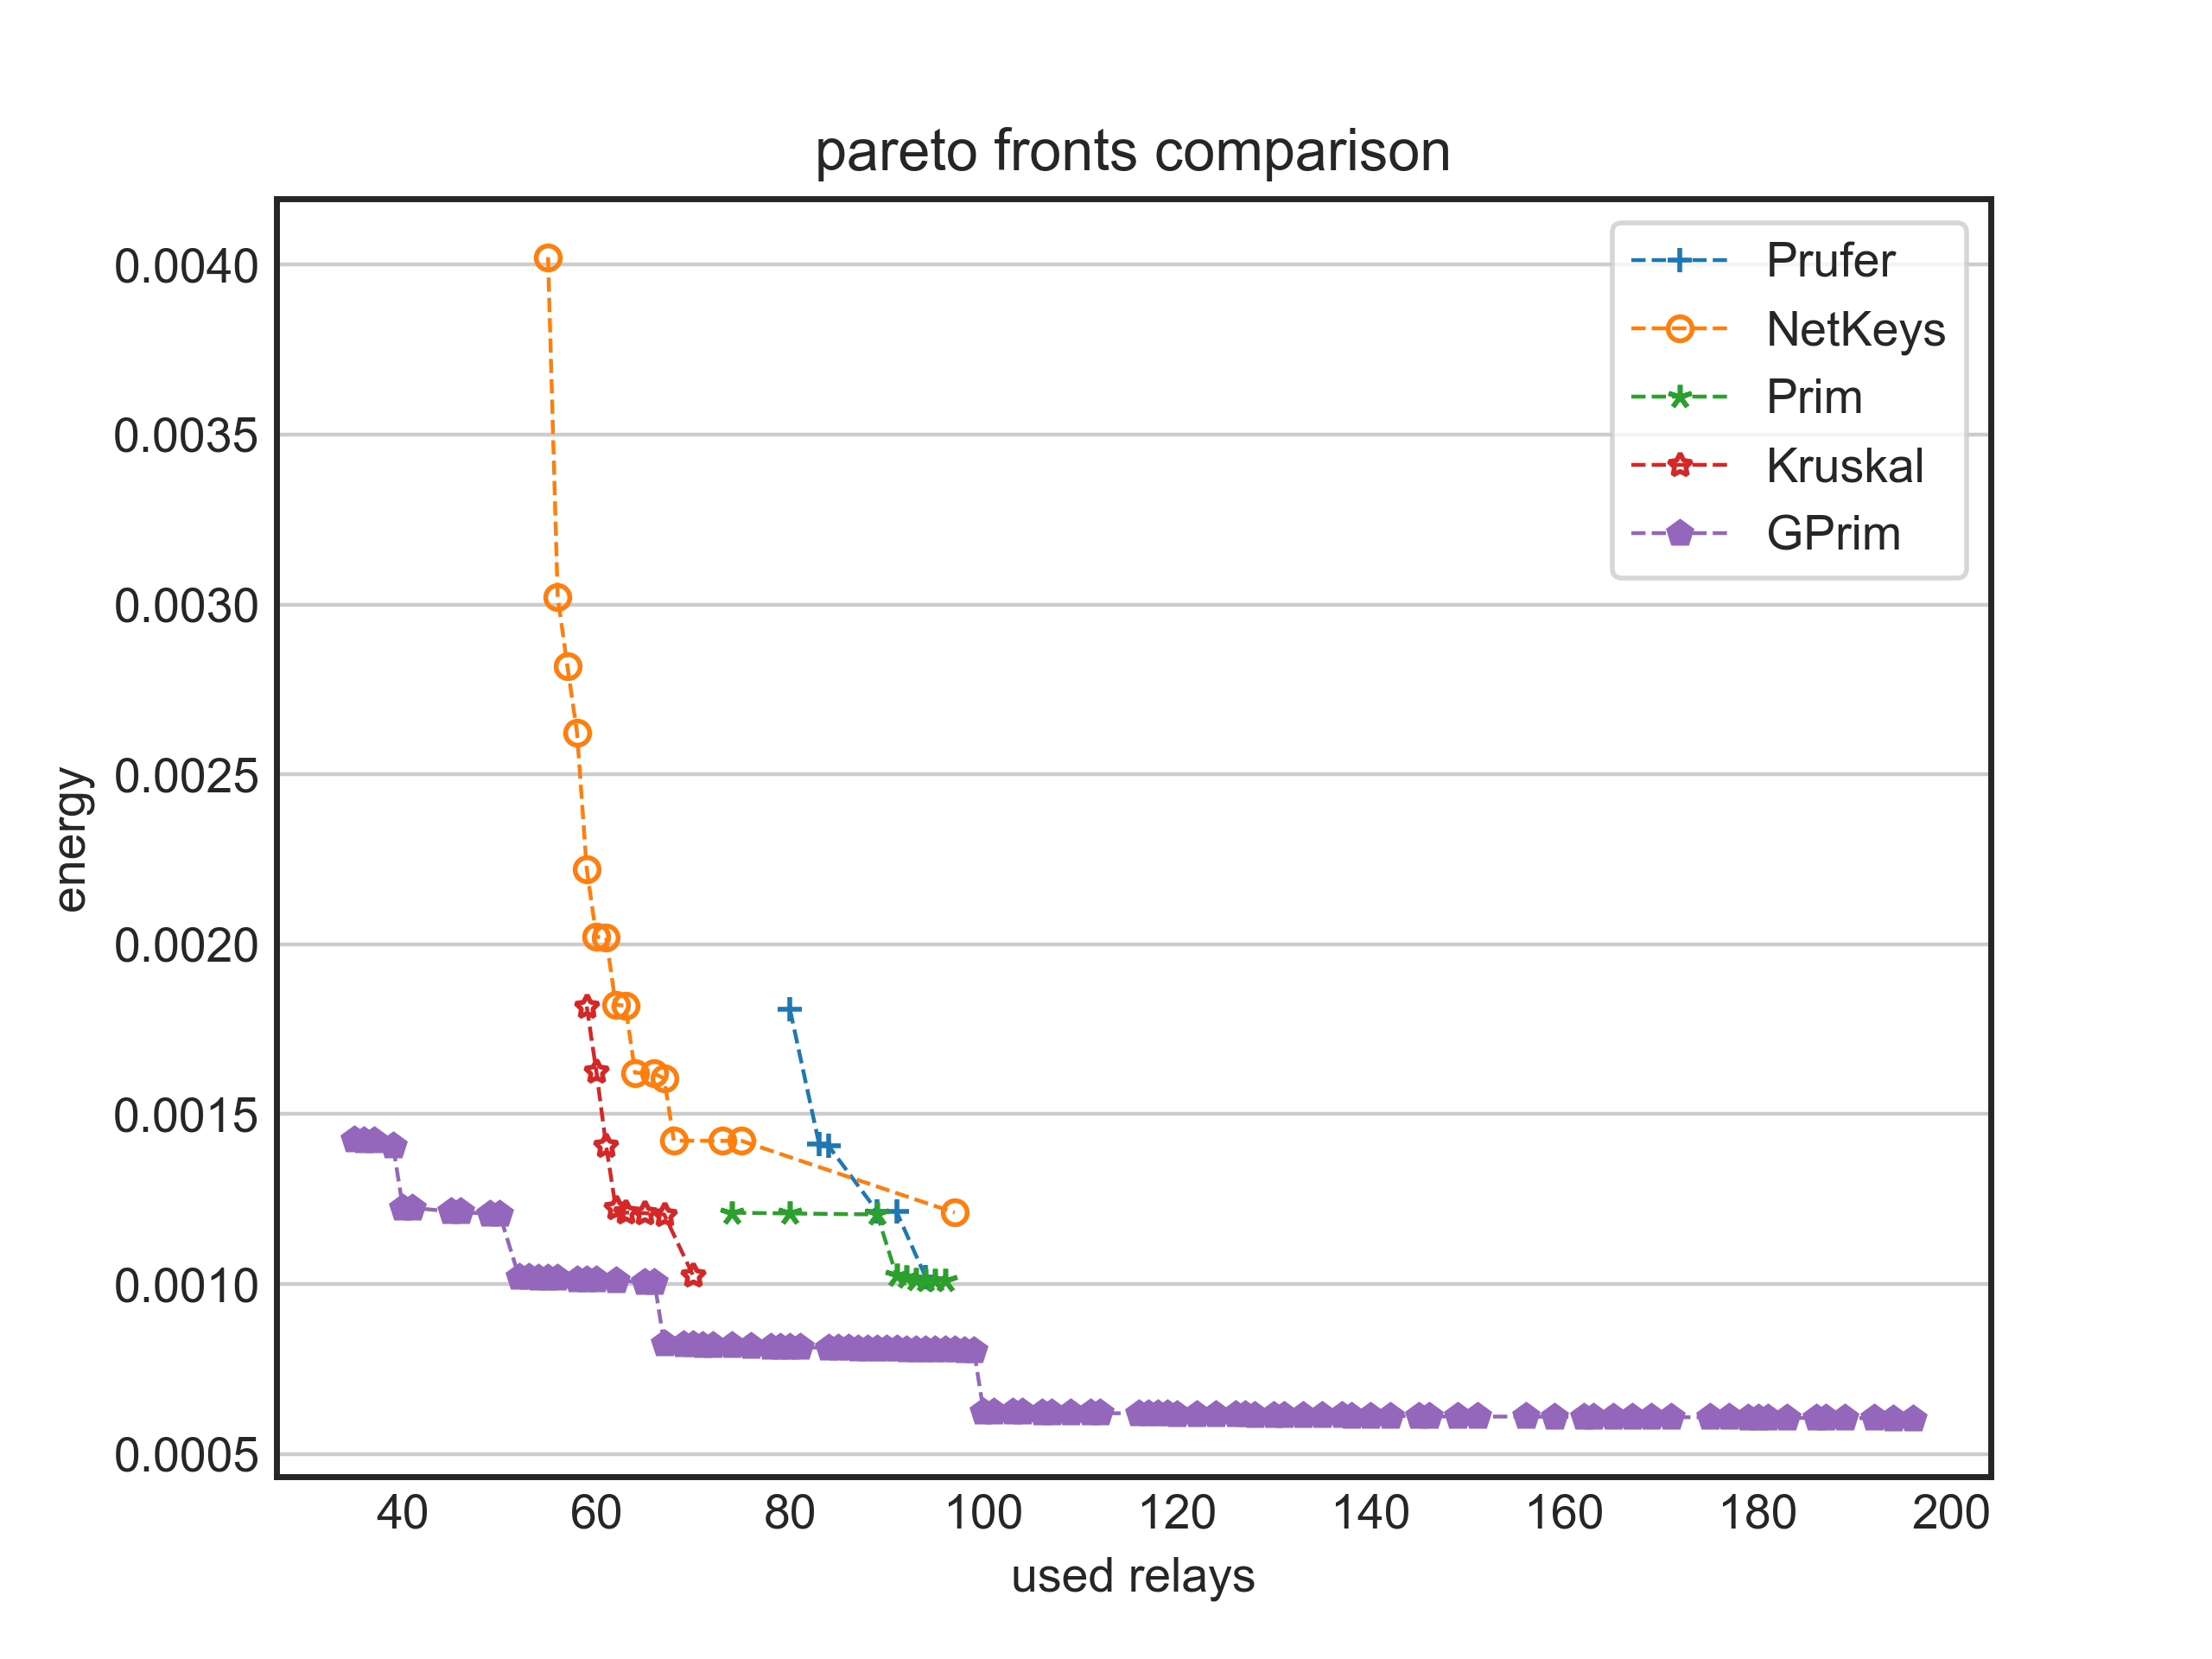 pareto fronts comparison
0.0040
0.0035
0.0030
0.0025
0.0020
0.0015
0.0010
0.0005
energy
Prufer
NetKeys
Prim
Kruskal
GPrim
40 60 80 100 120 140 160 180 200
used relays